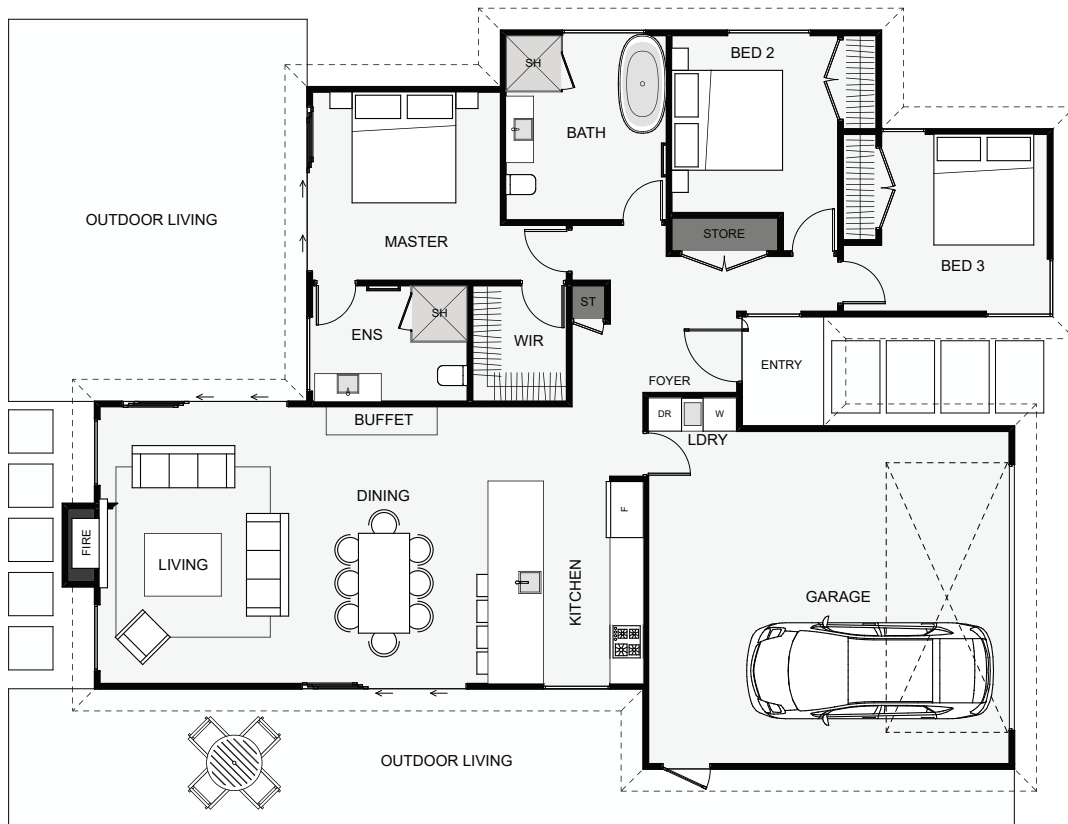 SH
BED 2
BATH
OUTDOOR LIVING
STORE
MASTER
BED 3
ST
SH
ENS
WIR
ENTRY
FOYER
DR
W
BUFFET
LDRY
DINING
F
FIRE
LIVING
KITCHEN
GARAGE
OUTDOOR LIVING